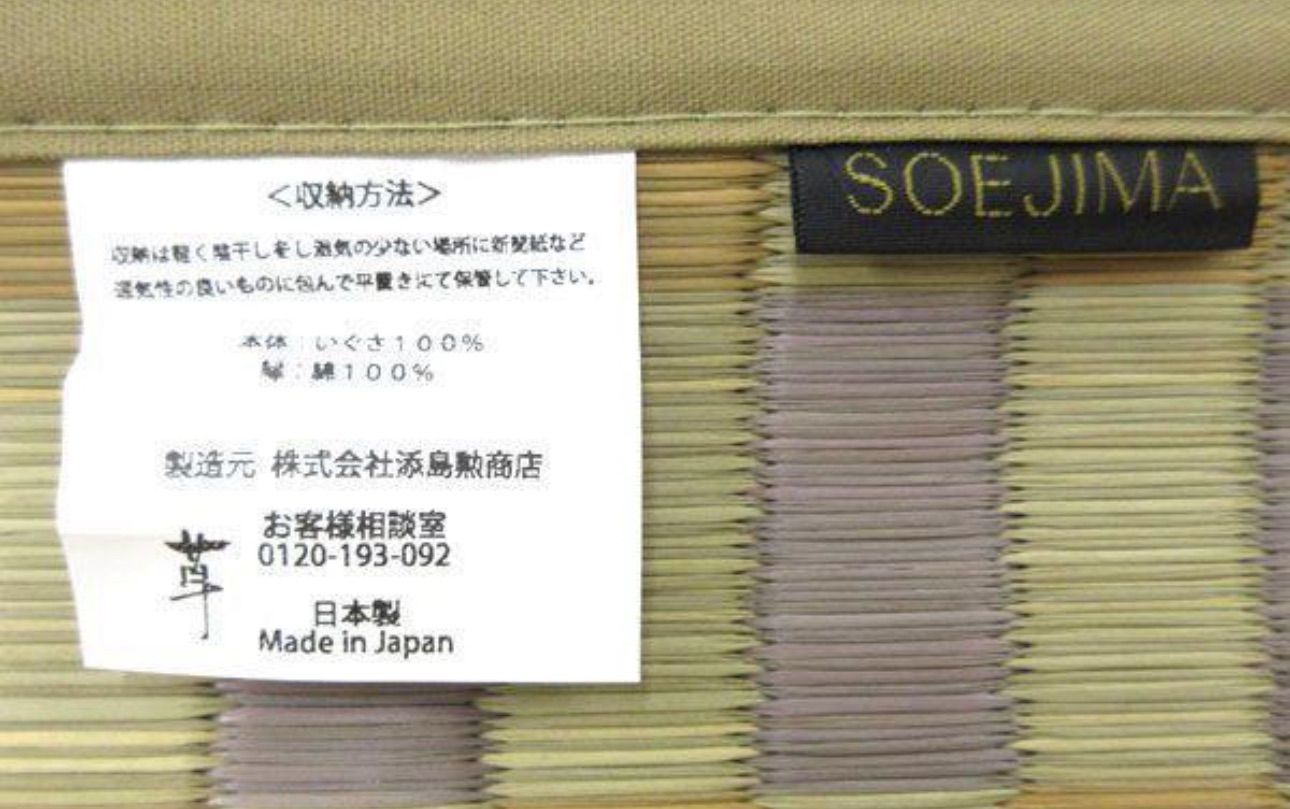 <収納方法>
収納は軽く陰干しをし湿気の少ない場所に新聞紙など
通気性の良いものに包んで平置きにて保管して下さい。
本体：いぐさ１００％
縁：綿１００％
製造元 株式会社添島勲商店
お客様相談室
0120-193-092
日本製
Made in Japan
SOEJIMA